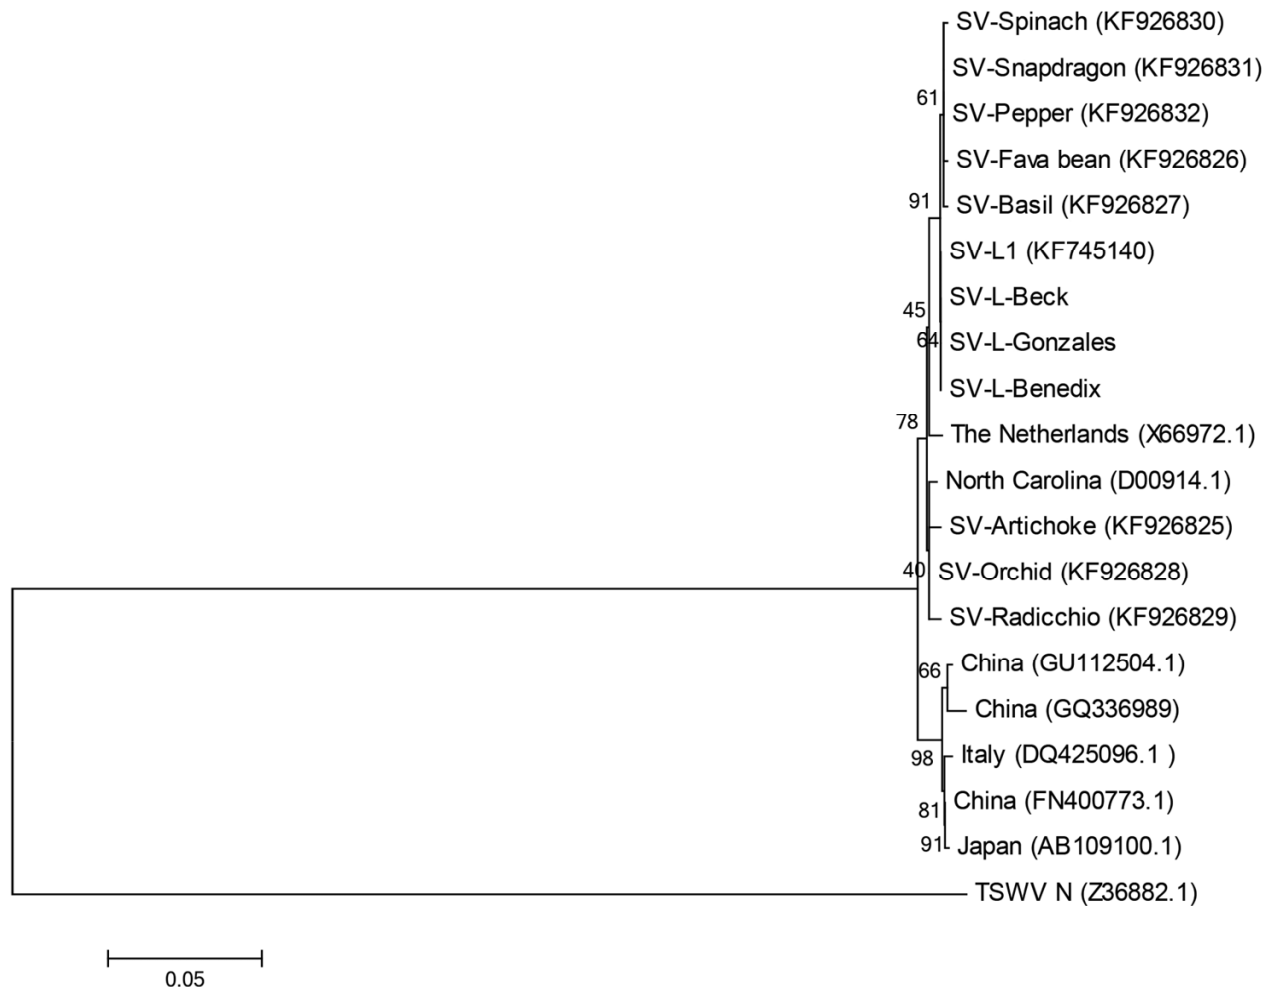 SV-Spinach (KF926830)
SV-Snapdragon (KF926831)
61
SV-Pepper (KF926832)
SV-Fava bean (KF926826)
91
SV-Basil (KF926827)
SV-L1 (KF745140)
SV-L-Beck
45
64
SV-L-Gonzales
SV-L-Benedix
78
The Netherlands (X66972.1)
North Carolina (D00914.1)
SV-Artichoke (KF926825)
40
SV-Orchid (KF926828)
SV-Radicchio (KF926829)
66
China (GU112504.1)
China (GQ336989)
98
Italy (DQ425096.1 )
China (FN400773.1)
81
91
Japan (AB109100.1)
TSWV N (Z36882.1)
0.05